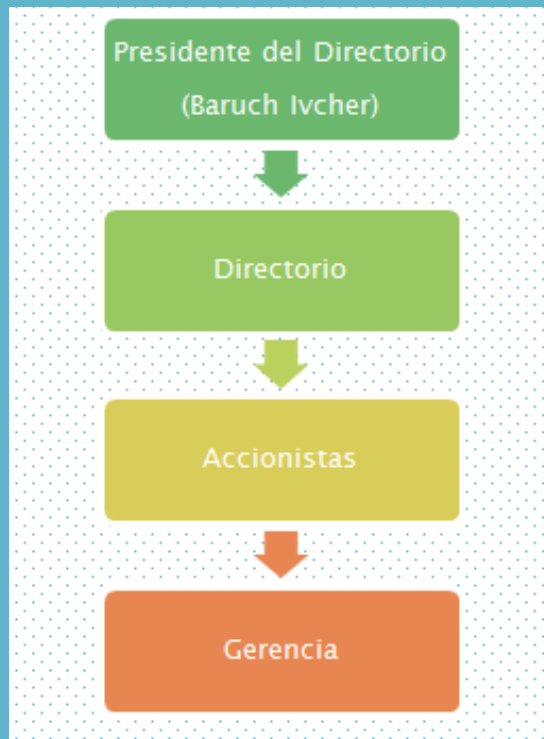 Presidente del Directorio
(Baruch Ivcher)
Directorio
Accionistas
Gerencia